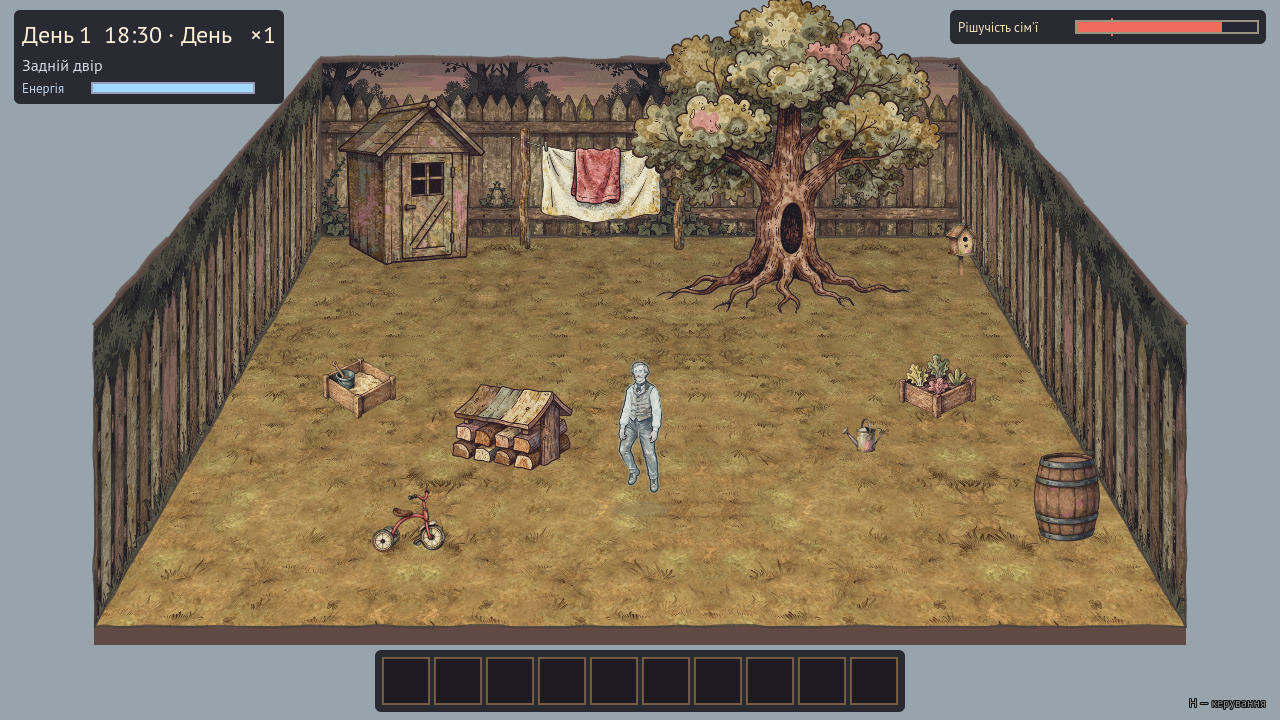 День 1 18:30 · День ×1
Задній двір
Енергія
Рішучість сім'ї
H — керування